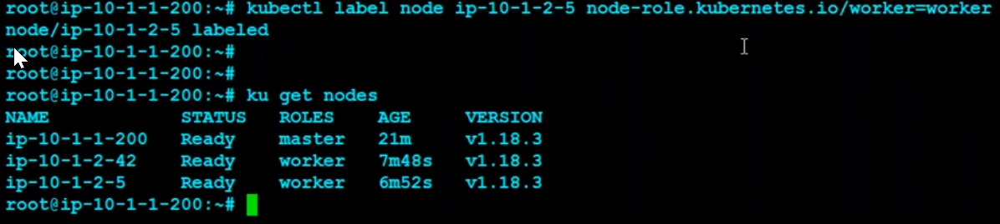 root@ip-10-1-1-200:~# kubectl label node ip-10-1-2-5 node-role.kubernetes.io/worker=worker
node/ip-10-1-2-5 labeled
root@ip-10-1-1-200:~#
root@ip-10-1-1-200:~#
root@ip-10-1-1-200:~# ku get nodes
NAME STATUS ROLES AGE VERSION
ip-10-1-1-200 Ready master 21m v1.18.3
ip-10-1-2-42 Ready worker 7m48s v1.18.3
ip-10-1-2-5 Ready worker 6m52s v1.18.3
root@ip-10-1-1-200:~#